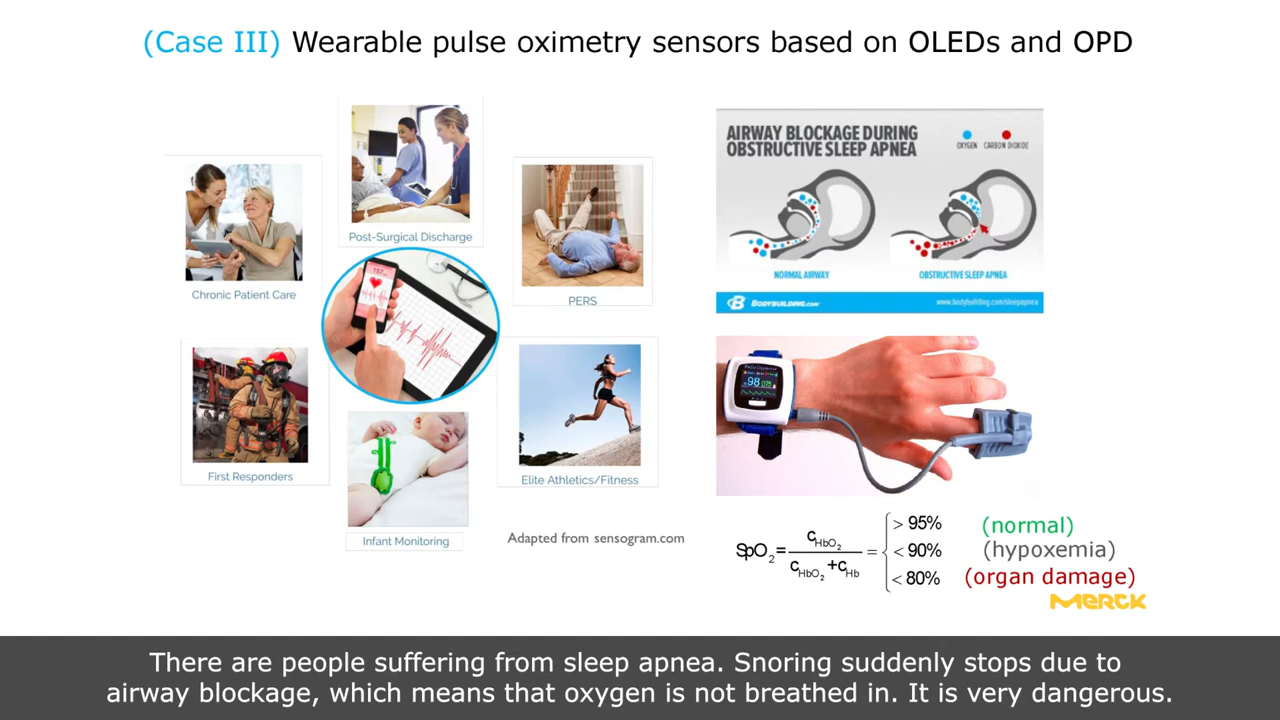 (Case III) Wearable pulse oximetry sensors based on OLEDs and OPD
Post-Surgical Discharge
Chronic Patient Care
PERS
First Responders
Elite Athletics/Fitness
Infant Monitoring
Adapted from sensogram.com
AIRWAY BLOCKAGE DURING
OBSTRUCTIVE SLEEP APNEA
OXYGEN CARBON DIOXIDE
NORMAL AIRWAY OBSTRUCTIVE SLEEP APNEA
B BODYBUILDING.com www.bodybuilding.com/sleepapnea
98 075
SpO₂= cHbO₂ / cHbO₂+cHb =
> 95% (normal)
< 90% (hypoxemia)
< 80% (organ damage)
MERCK
There are people suffering from sleep apnea. Snoring suddenly stops due to
airway blockage, which means that oxygen is not breathed in. It is very dangerous.